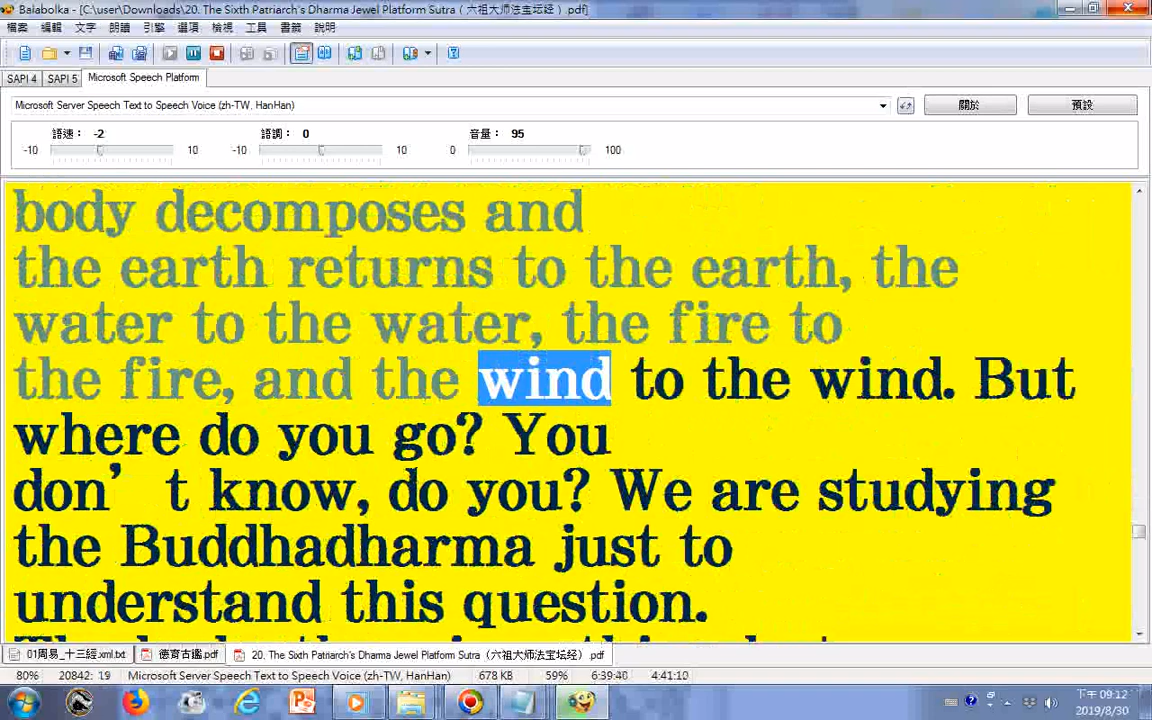 Balabolka - [C:\user\Downloads\20. The Sixth Patriarch's Dharma Jewel Platform Sutra（六祖大师法宝坛经）pdf]
檔案 編輯 文字 朗讀 引擎 選項 檢視 工具 書籤 說明
SAPI 4 SAPI 5 Microsoft Speech Platform
Microsoft Server Speech Text to Speech Voice (zh-TW, HanHan) 關於 預設
語速： -2 語調： 0 音量： 95
-10 10 -10 10 0 100
body decomposes and
the earth returns to the earth, the
water to the water, the fire to
the fire, and the wind to the wind. But
where do you go? You
don’t know, do you? We are studying
the Buddhadharma just to
understand this question.
01周易_十三經.xml.txt 德育古鑑.pdf 20. The Sixth Patriarch's Dharma Jewel Platform Sutra（六祖大师法宝坛经）pdf
80% 20842: 19 Microsoft Server Speech Text to Speech Voice (zh-TW, HanHan) 678 KB 59% 6:39:40 4:41:10
下午 09:12
2019/8/30